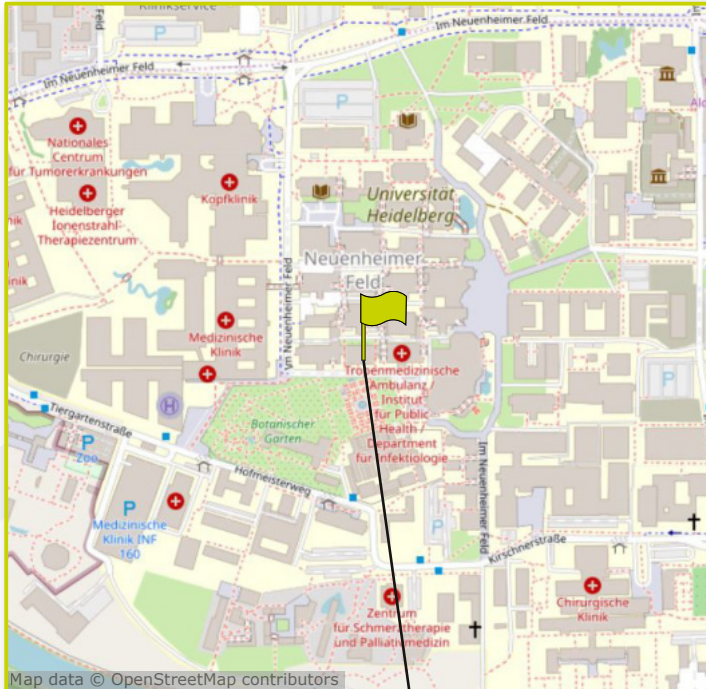 Klinikservice
Feld
P
Im Neuenheimer Feld
Im Neuenheimer Feld
P
Nationales
Centrum
für Tumorerkrankungen
Kopfklinik
Heidelberger
Ionenstrahl-
Therapiezentrum
Universität
Heidelberg
Neuenheimer
Feld
Im Neuenheimer Feld
Medizinische
Klinik
Chirurgie
H
Tropenmedizinische
Ambulanz /
Institut
für Public
Health /
Department
für Infektiologie
P
Tiergartenstraße
Botanischer
Garten
P
Zoo
Hofmeisterweg
P
Medizinische
Klinik INF
160
P
Im Neuenheimer Feld
Kirschnerstraße
Zentrum
für Schmerztherapie
und Palliativmedizin
Chirurgische
Klinik
Map data © OpenStreetMap contributors